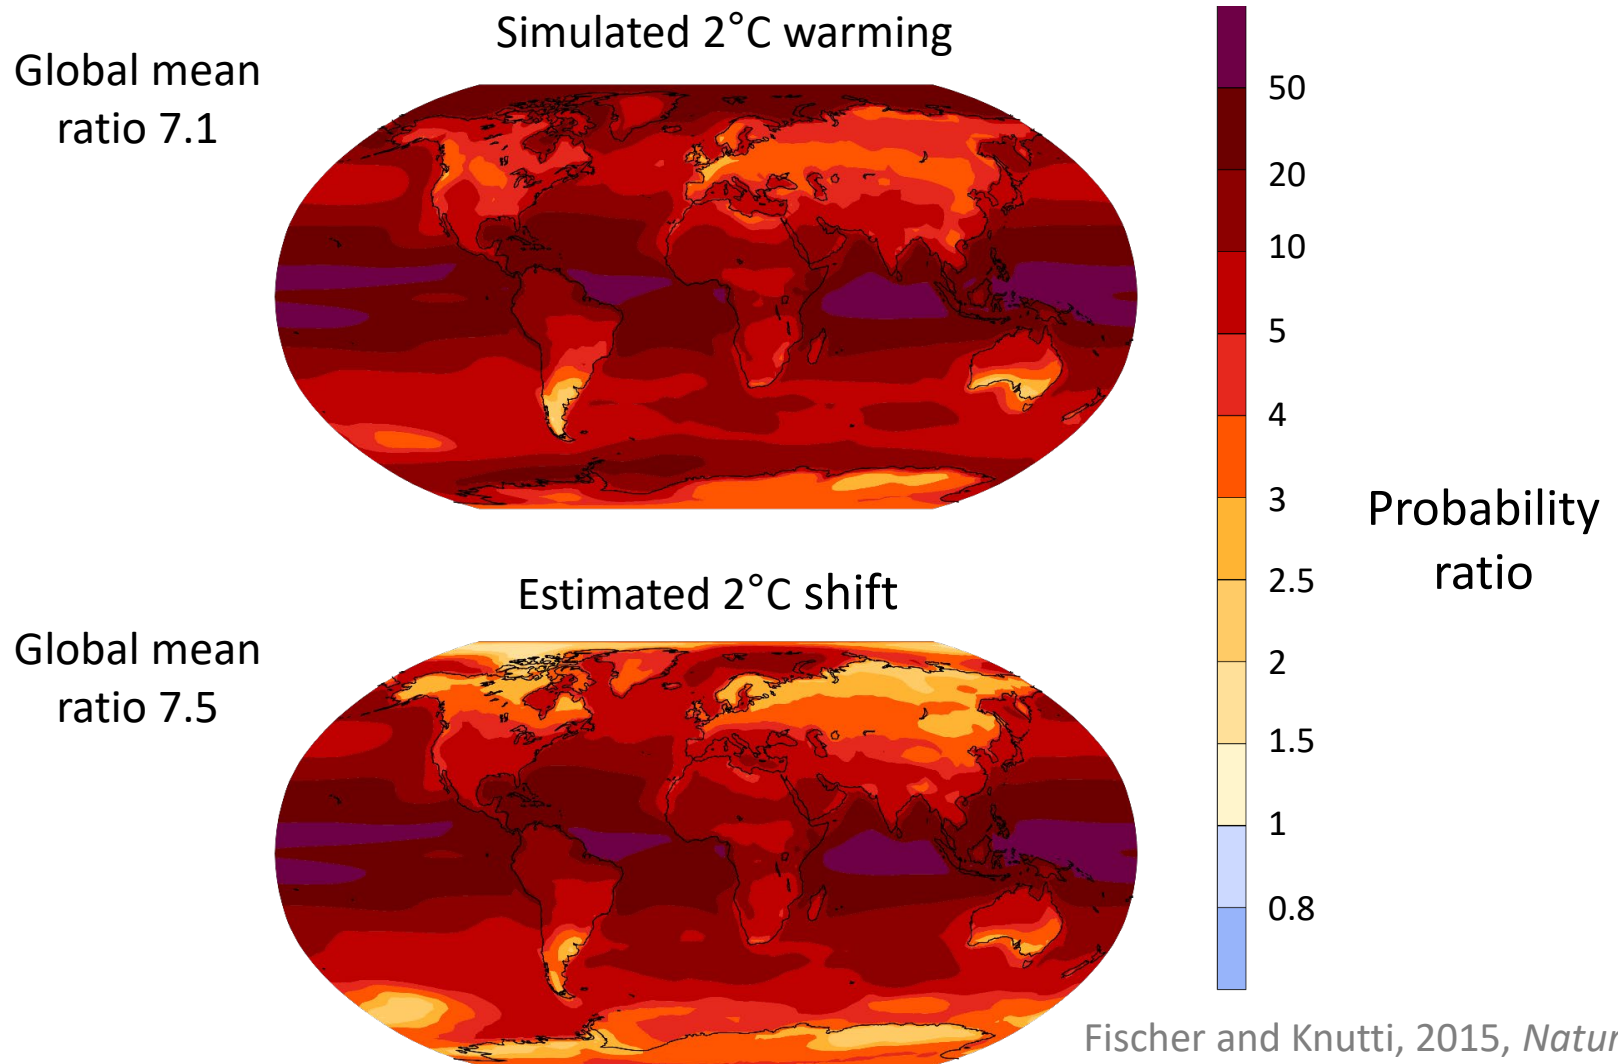 Simulated 2°C warming
Global mean
ratio 7.1
50
20
10
5
4
3
2.5
2
1.5
1
0.8
Probability
ratio
Estimated 2°C shift
Global mean
ratio 7.5
Fischer and Knutti, 2015, Natur